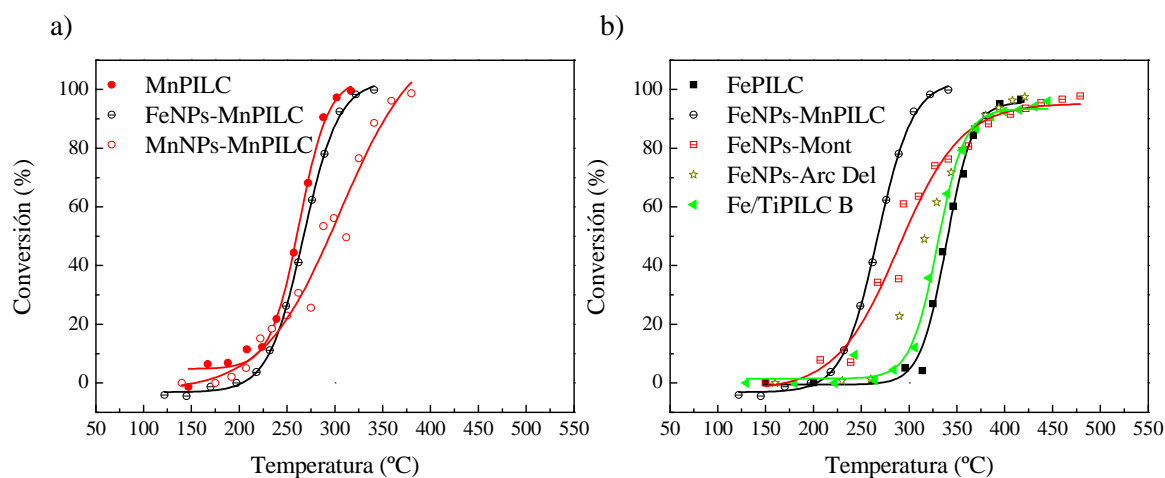 a)
MnPILC
FeNPs-MnPILC
MnNPs-MnPILC
100
80
60
40
20
0
50 100 150 200 250 300 350 400 450 500 550
Conversión (%)
Temperatura (ºC)
b)
FePILC
FeNPs-MnPILC
FeNPs-Mont
FeNPs-Arc Del
Fe/TiPILC B
100
80
60
40
20
0
50 100 150 200 250 300 350 400 450 500 550
Conversión (%)
Temperatura (ºC)